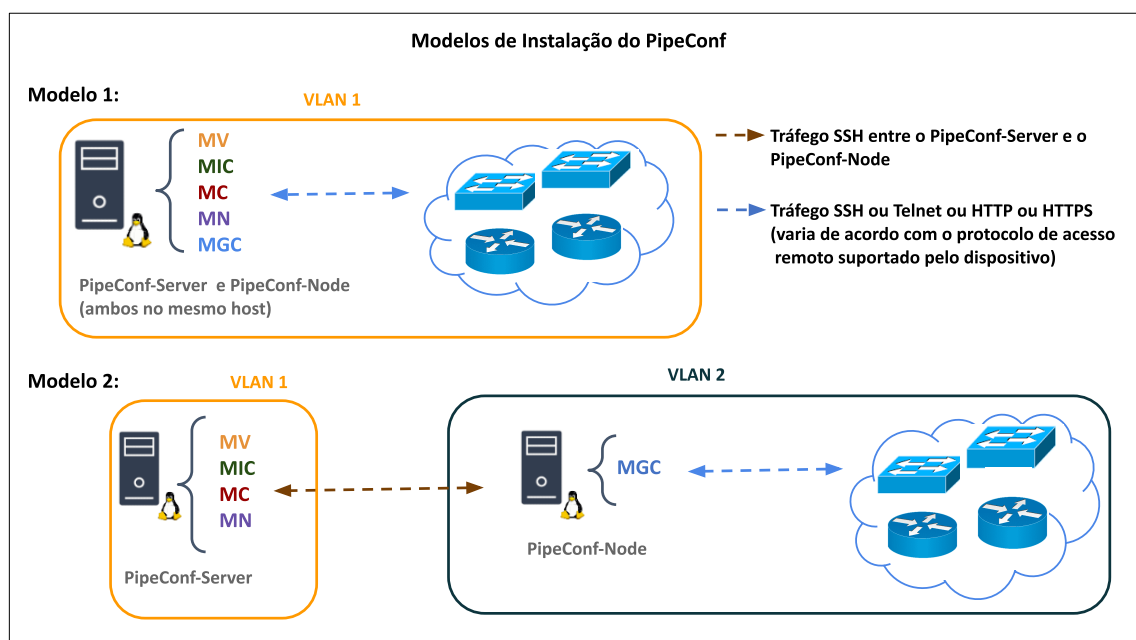 Modelos de Instalação do PipeConf
Modelo 1:
VLAN 1
MV
MIC
MC
MN
MGC
PipeConf-Server e PipeConf-Node
(ambos no mesmo host)
Tráfego SSH entre o PipeConf-Server e o
PipeConf-Node
Tráfego SSH ou Telnet ou HTTP ou HTTPS
(varia de acordo com o protocolo de acesso
remoto suportado pelo dispositivo)
Modelo 2:
VLAN 1
MV
MIC
MC
MN
PipeConf-Server
VLAN 2
MGC
PipeConf-Node